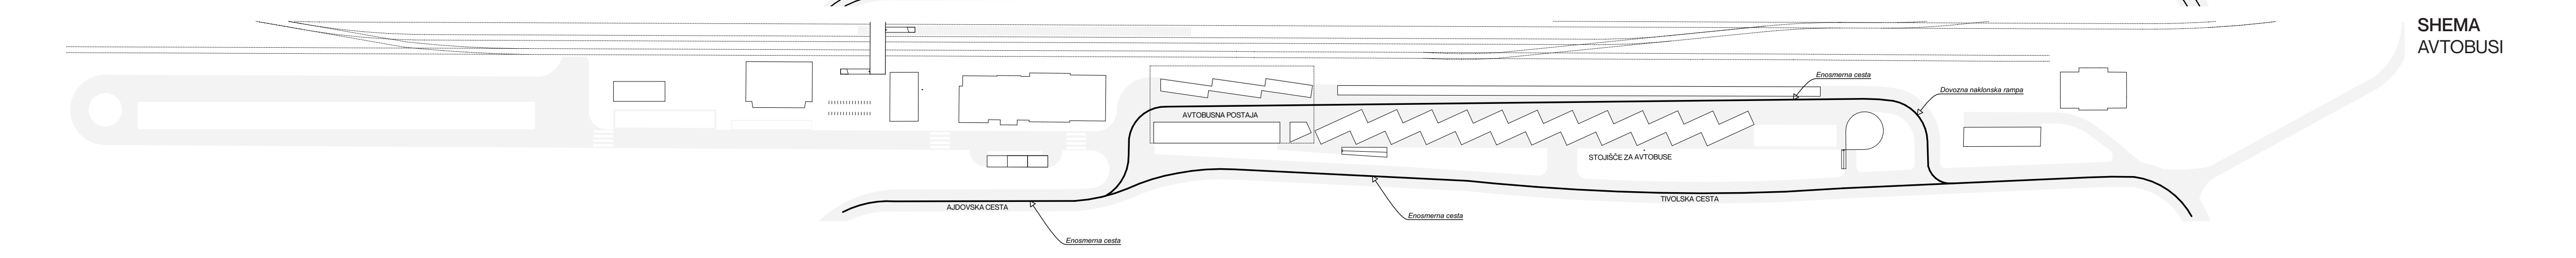 SHEMA
AVTOBUSI
Enosmerna cesta
Dovozna naklonska rampa
AVTOBUSNA POSTAJA
STOJIŠČE ZA AVTOBUSE
TIVOLSKA CESTA
AJDOVSKA CESTA
Enosmerna cesta
Enosmerna cesta